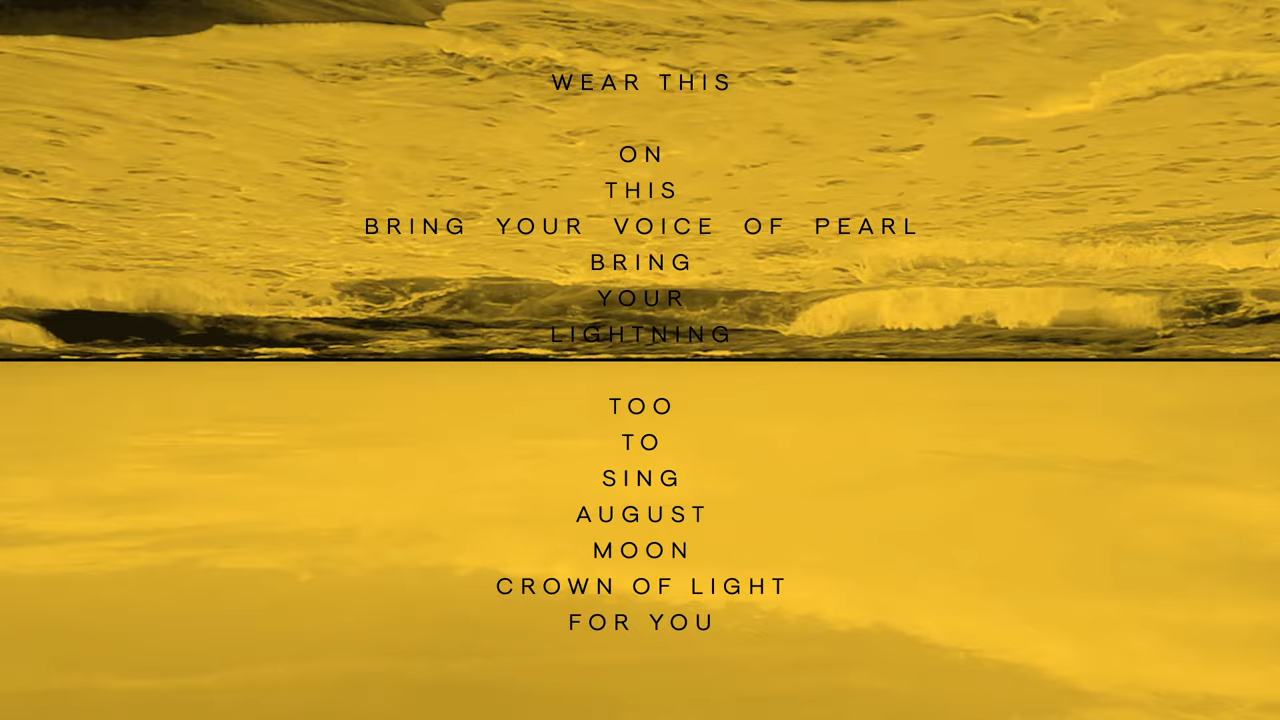 WEAR THIS
ON
THIS
BRING YOUR VOICE OF PEARL
BRING
YOUR
LIGHTNING
TOO
TO
SING
AUGUST
MOON
CROWN OF LIGHT
FOR YOU